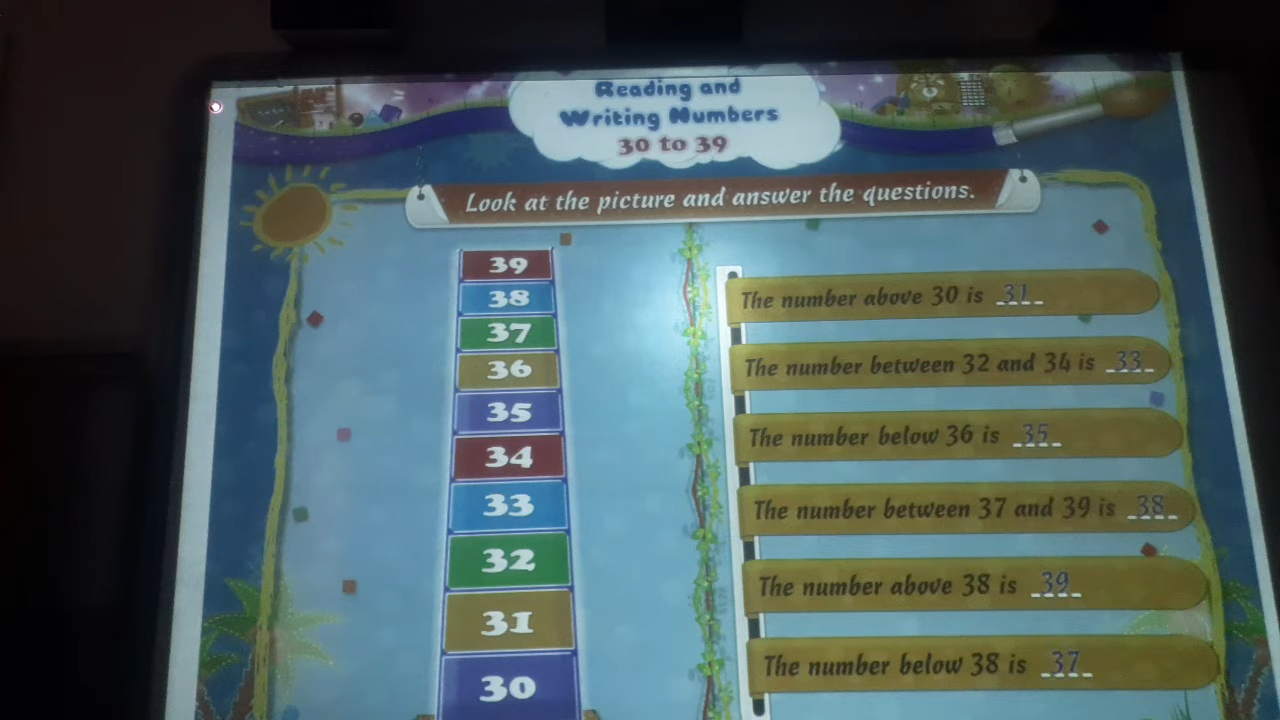 Reading and
Writing Numbers
30 to 39
Look at the picture and answer the questions.
39
38
37
36
35
34
33
32
31
30
The number above 30 is 31
The number between 32 and 34 is 33
The number below 36 is 35
The number between 37 and 39 is 38
The number above 38 is 39
The number below 38 is 37